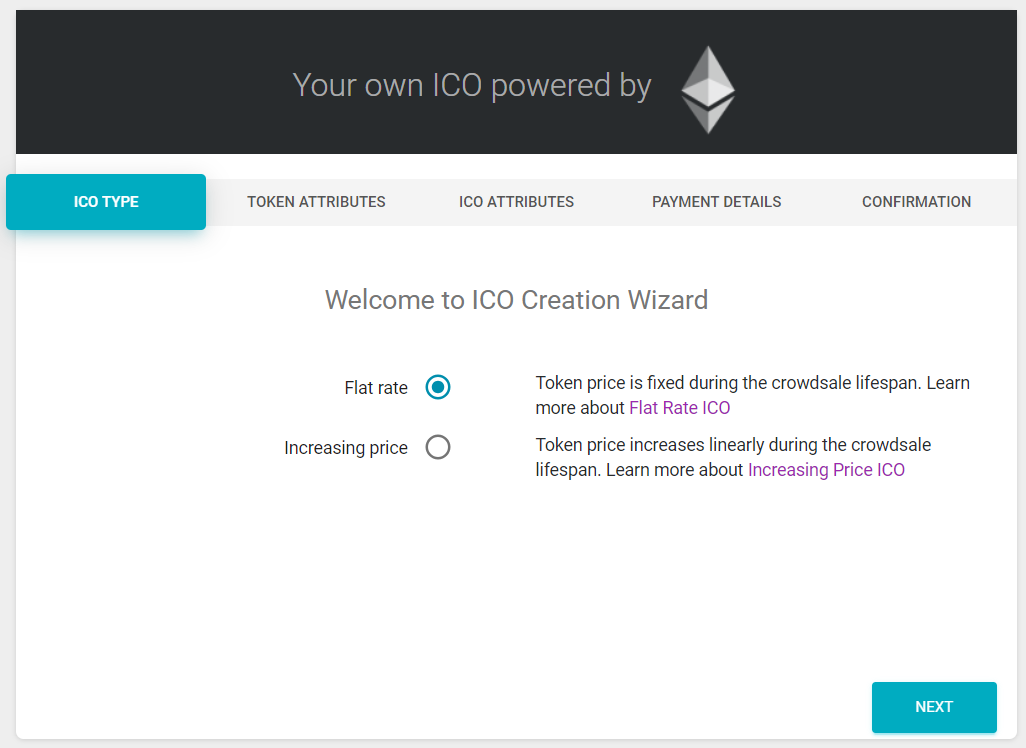 Your own ICO powered by
ICO TYPE
TOKEN ATTRIBUTES
ICO ATTRIBUTES
PAYMENT DETAILS
CONFIRMATION
Welcome to ICO Creation Wizard
Flat rate
Token price is fixed during the crowdsale lifespan. Learn
more about Flat Rate ICO
Increasing price
Token price increases linearly during the crowdsale
lifespan. Learn more about Increasing Price ICO
NEXT